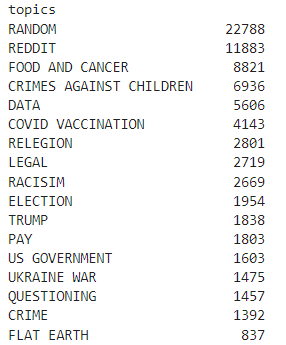 topics
RANDOM 22788
REDDIT 11883
FOOD AND CANCER 8821
CRIMES AGAINST CHILDREN 6936
DATA 5606
COVID VACCINATION 4143
RELEGION 2801
LEGAL 2719
RACISIM 2669
ELECTION 1954
TRUMP 1838
PAY 1803
US GOVERNMENT 1603
UKRAINE WAR 1475
QUESTIONING 1457
CRIME 1392
FLAT EARTH 837